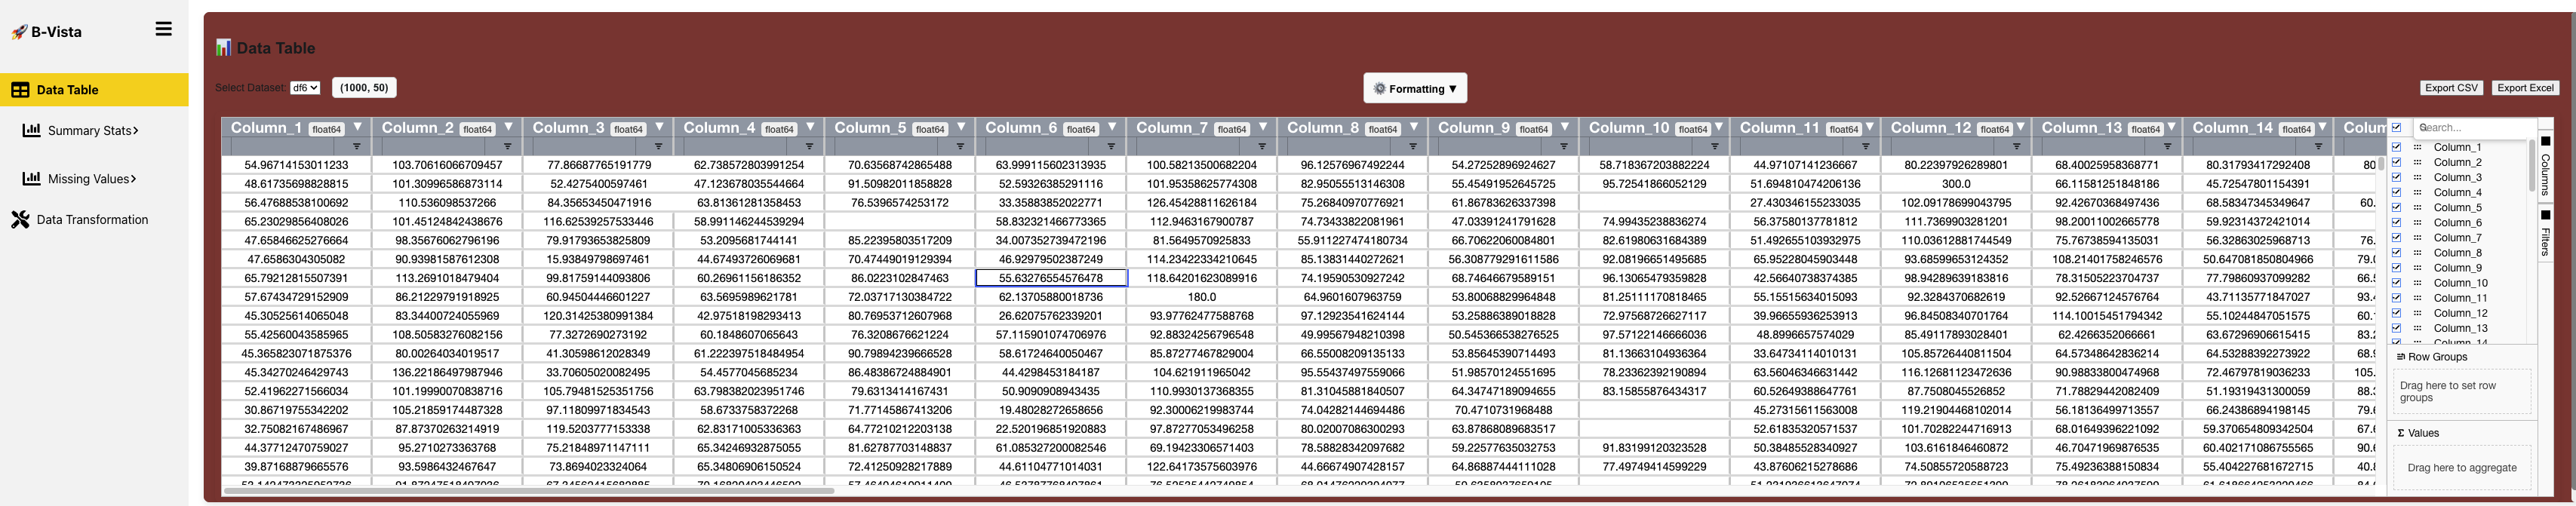 B-Vista
Data Table
Summary Stats
Missing Values
Data Transformation
Data Table
Select Dataset: df6 (1000, 50) Formatting ▼ Export CSV Export Excel
Column_1 float64 Column_2 float64 Column_3 float64 Column_4 float64 Column_5 float64 Column_6 float64 Column_7 float64 Column_8 float64 Column_9 float64 Column_10 float64 Column_11 float64 Column_12 float64 Column_13 float64 Column_14 float64 Colum
54.96714153011233 103.70616066709457 77.86687765191779 62.738572803991254 70.63568742865488 63.999115602313935 100.58213500682204 96.12576967492244 54.27252896924627 58.718367203882224 44.97107141236667 80.22397926289801 68.40025958368771 80.31793417292408 80
48.61735698828815 101.30996586873114 52.4275400597461 47.123678035544664 91.50982011858828 52.59326385291116 101.95358625774308 82.95055513146308 55.45491952645725 95.72541866052129 51.694810474206136 300.0 66.11581251848186 45.72547801154391
56.47688538100692 110.536098537266 84.35653450471916 63.81361281358453 76.5396574253172 33.35883852022771 126.45428811626184 75.26840970776921 61.86783626337398 27.430346155233035 102.09178699043795 92.42670368497436 68.58347345349647 60.
65.23029856408026 101.45124842438676 116.62539257533446 58.991146244539294 58.832321466773365 112.9463167900787 74.73433822081961 47.03391241791628 74.99435238836274 56.37580137781812 111.7369903281201 98.20011002665778 59.92314372421014
47.65846625276664 98.35676062796196 79.91793653825809 53.2095681744141 85.22395803517209 34.007352739472196 81.5649570925833 55.911227474180734 66.70622060084801 82.61980631684389 51.492655103932975 110.03612881744549 75.76738594135031 56.32863025968713 76.
47.6586304305082 90.93981587612308 15.93849798697461 44.67493726069681 70.47449019129394 46.92979502387249 114.23422334210645 85.13831440272621 56.308779291611586 92.08196651495685 65.95228045903448 93.68599653124352 108.21401758246576 50.647081850804966 79.0
65.79212815507391 113.2691018479404 99.81759144093806 60.26961156186352 86.0223102847463 55.63276554576478 118.64201623089916 74.19590530927242 68.74646679589151 96.13065479359828 42.56640738374385 98.94289639183816 78.31505223704737 77.79860937099282 66.5
57.67434729152909 86.21229791918925 60.94504446601227 63.5695989621781 72.03717130384722 62.13705880018736 180.0 64.9601607963759 53.80068829964848 81.25111170818465 55.15515634015093 92.3284370682619 92.52667124576764 43.71135771847027 93.4
45.30525614065048 83.34400724055969 120.31425380991384 42.97518198293413 80.76953712607968 26.62075762339201 93.97762477588768 97.12923541624144 53.25886389018828 72.97568726627117 39.96655936253913 96.84508340701764 114.10015451794342 55.10244847051575 60.
55.42560043585965 108.50583276082156 77.3272690273192 60.1848607065643 76.3208676621224 57.115901074706976 92.88324256796548 49.99567948210398 50.545366538276525 97.57122146666036 48.8996657574029 85.49117893028401 62.4266352066661 63.67296906615415 83.2
45.365823071875376 80.00264034019517 41.30598612028349 61.222397518484954 90.79894239666528 58.61724640050467 85.87277467829004 66.55008209135133 53.85645390714493 81.13663104936364 33.64734114010131 105.85726440811504 64.57348642836214 64.53288392273922 68.9
45.34270246429743 136.22186497987946 33.70605020082495 54.4577045685234 86.48386724884901 44.4298453184187 104.621911965042 95.55437497559066 51.98570124551695 78.23362392190894 63.56046346631442 116.12681123472636 90.98833800474968 72.46797819036233 105.
52.41962271566034 101.19990070838716 105.79481525351756 63.798382023951746 79.6313414167431 50.9090908943435 110.9930137368355 81.31045881840507 64.34747189094655 83.15855876434317 60.52649388647761 87.7508045526852 71.78829442082409 51.19319431300059 88.3
30.86719755342202 105.21859174487328 97.11809971834543 58.6733758372268 71.77145867413206 19.48028272658656 92.30006219983744 74.04282144694486 70.4710731968488 45.27315611563008 119.21904468102014 56.18136499713557 66.24386894198145 79.6
32.75082167486967 87.87370263214919 119.5203777153338 62.83171005336363 64.77210212203138 22.520196851920883 97.87277053496258 80.02007086300293 63.87868089683517 52.61835320571537 101.70282244716913 68.01649396221092 59.370654809342504 67.6
44.37712470759027 95.2710273363768 75.21848971147111 65.34246932875055 81.62787703148837 61.085327200082546 69.19423306571403 78.58828342097682 59.22577635032753 91.83199120323528 50.38485528340927 103.6161846460872 46.70471969876535 60.402171086755565 90.6
39.87168879665576 93.5986432467647 73.8694023324064 65.34806906150524 72.41250928217889 44.61104771014031 122.64173575603976 44.66674907428157 64.86887444111028 77.49749414599229 43.87606215278686 74.50855720588723 75.49236388150834 55.404227681672715 40.8
Search...
Column_1
Column_2
Column_3
Column_4
Column_5
Column_6
Column_7
Column_8
Column_9
Column_10
Column_11
Column_12
Column_13
Column_14
Row Groups
Drag here to set row
groups
Values
Drag here to aggregate
Columns
Filters